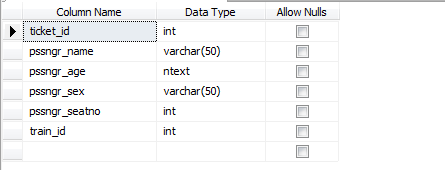 Column Name Data Type Allow Nulls
ticket_id int
pssngr_name varchar(50)
pssngr_age ntext
pssngr_sex varchar(50)
pssngr_seatno int
train_id int